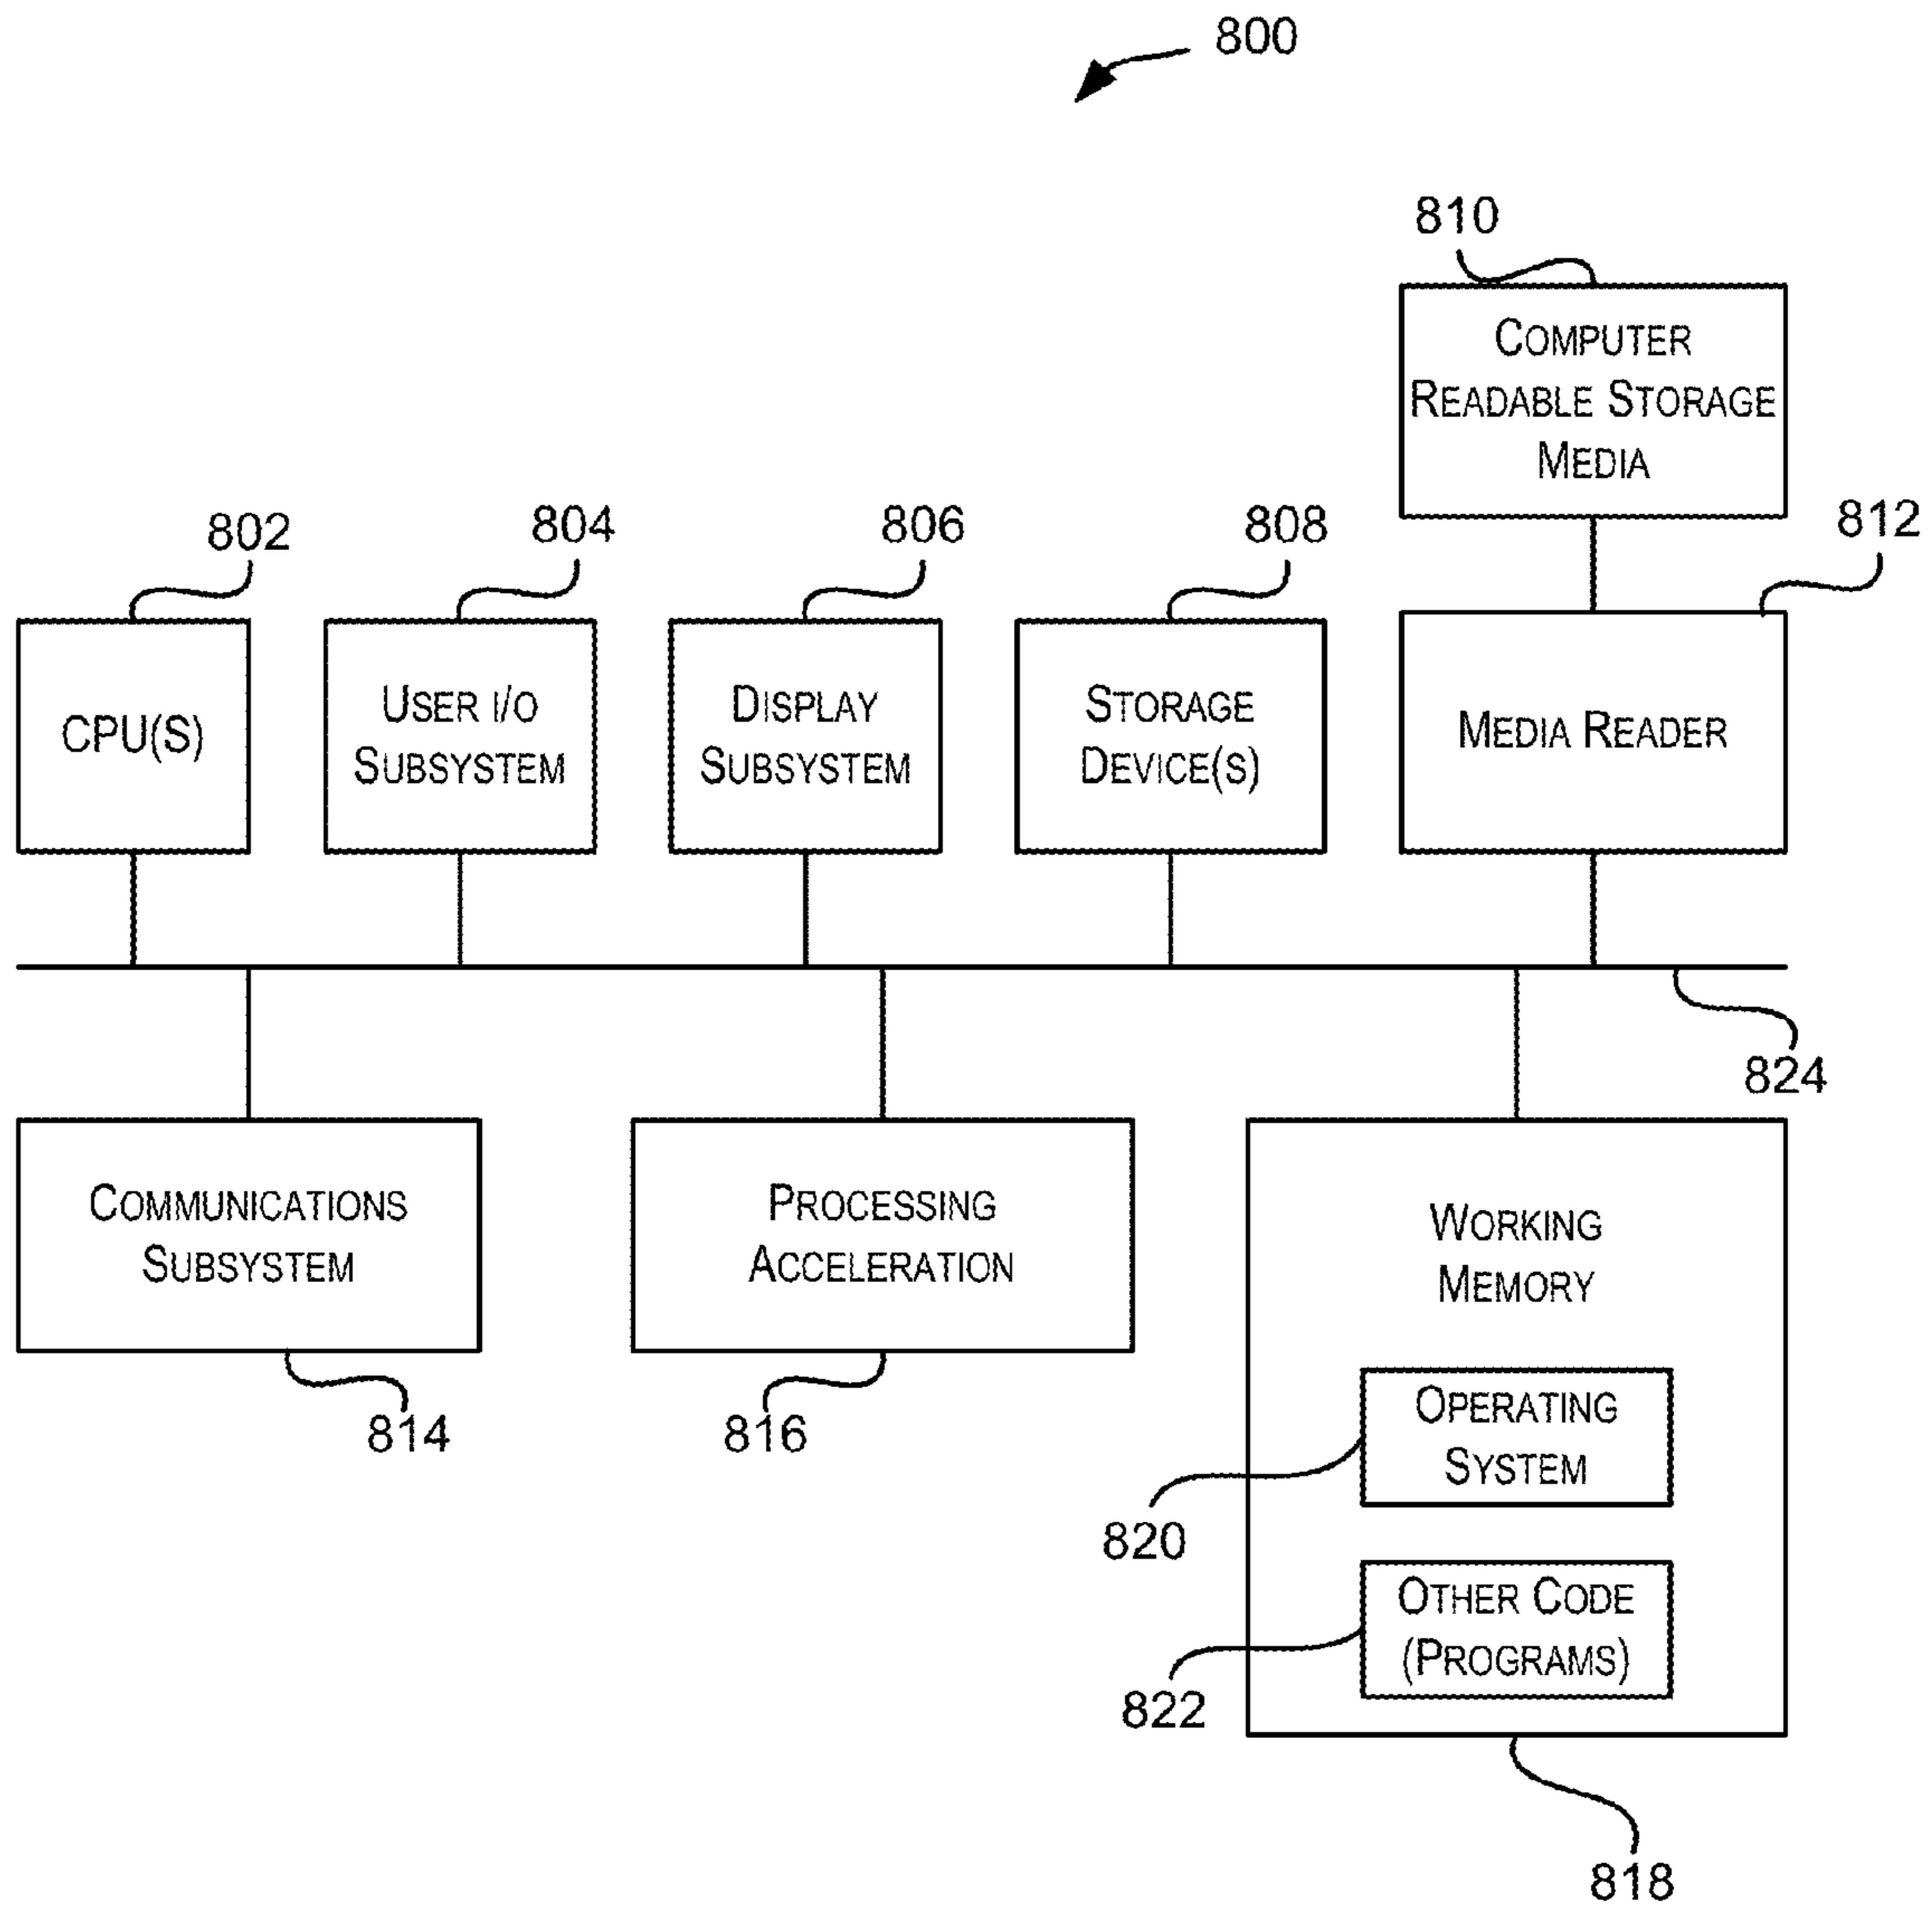 800
810
COMPUTER
READABLE STORAGE
MEDIA
802
804
806
808
812
CPU(S)
USER I/O
SUBSYSTEM
DISPLAY
SUBSYSTEM
STORAGE
DEVICE(S)
MEDIA READER
824
COMMUNICATIONS
SUBSYSTEM
814
PROCESSING
ACCELERATION
816
WORKING
MEMORY
OPERATING
SYSTEM
820
OTHER CODE
(PROGRAMS)
822
818